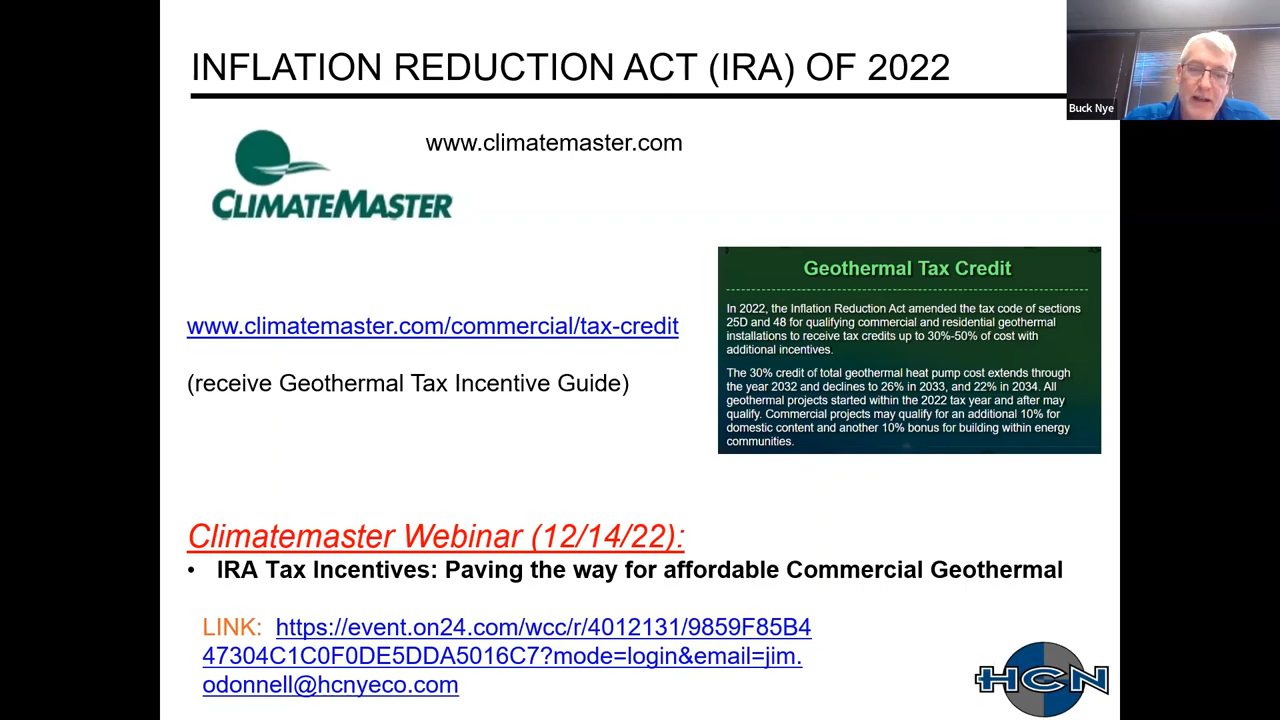 INFLATION REDUCTION ACT (IRA) OF 2022
Buck Nye
www.climatemaster.com
CLIMATEMASTER
Geothermal Tax Credit
In 2022, the Inflation Reduction Act amended the tax code of sections
25D and 48 for qualifying commercial and residential geothermal
installations to receive tax credits up to 30%-50% of cost with
additional incentives.
The 30% credit of total geothermal heat pump cost extends through
the year 2032 and declines to 26% in 2033, and 22% in 2034. All
geothermal projects started within the 2022 tax year and after may
qualify. Commercial projects may qualify for an additional 10% for
domestic content and another 10% bonus for building within energy
communities.
www.climatemaster.com/commercial/tax-credit
(receive Geothermal Tax Incentive Guide)
Climatemaster Webinar (12/14/22):
• IRA Tax Incentives: Paving the way for affordable Commercial Geothermal
LINK: https://event.on24.com/wcc/r/4012131/9859F85B4
47304C1C0F0DE5DDA5016C7?mode=login&email=jim.
odonnell@hcnyeco.com
HCN